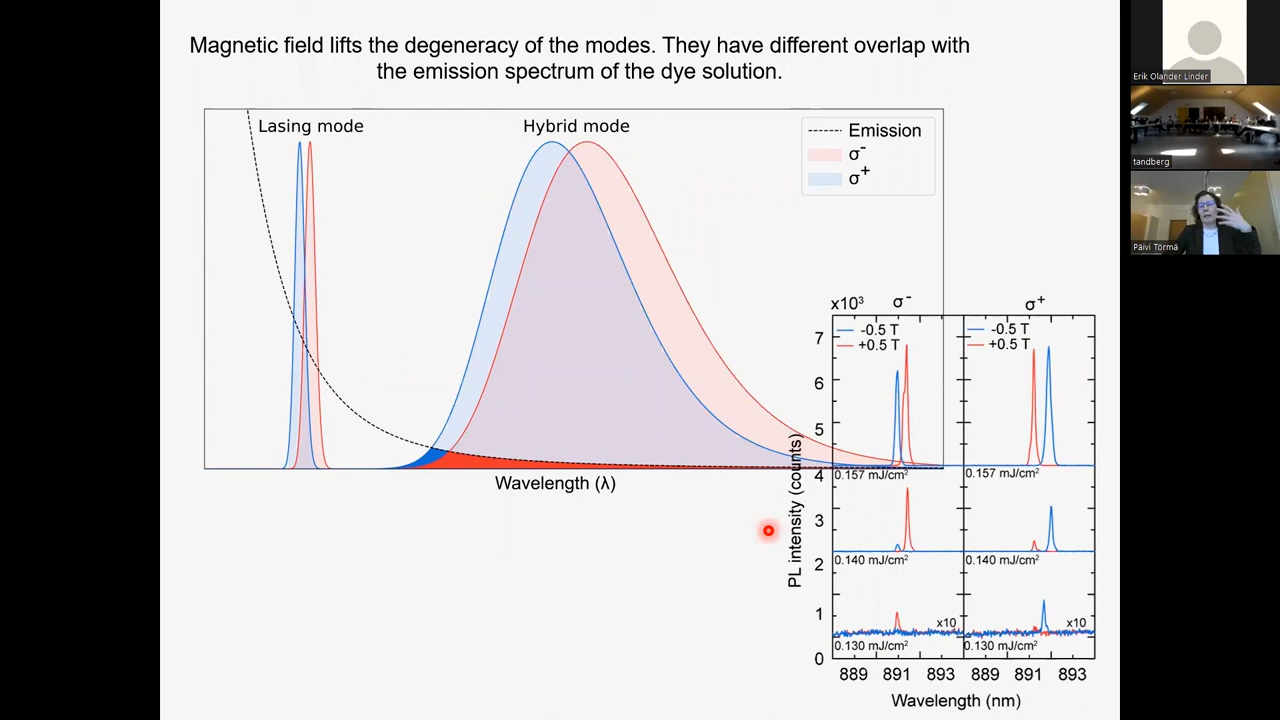 Magnetic field lifts the degeneracy of the modes. They have different overlap with
the emission spectrum of the dye solution.
Lasing mode
Hybrid mode
Emission
σ-
σ+
Wavelength (λ)
x10³
σ-
σ+
-0.5 T
+0.5 T
-0.5 T
+0.5 T
7
6
5
4
3
2
1
0
PL intensity (counts)
0.157 mJ/cm²
0.157 mJ/cm²
0.140 mJ/cm²
0.140 mJ/cm²
x10
x10
0.130 mJ/cm²
0.130 mJ/cm²
889 891 893 889 891 893
Wavelength (nm)
Erik Olander Linder
tandberg
Päivi Törmä